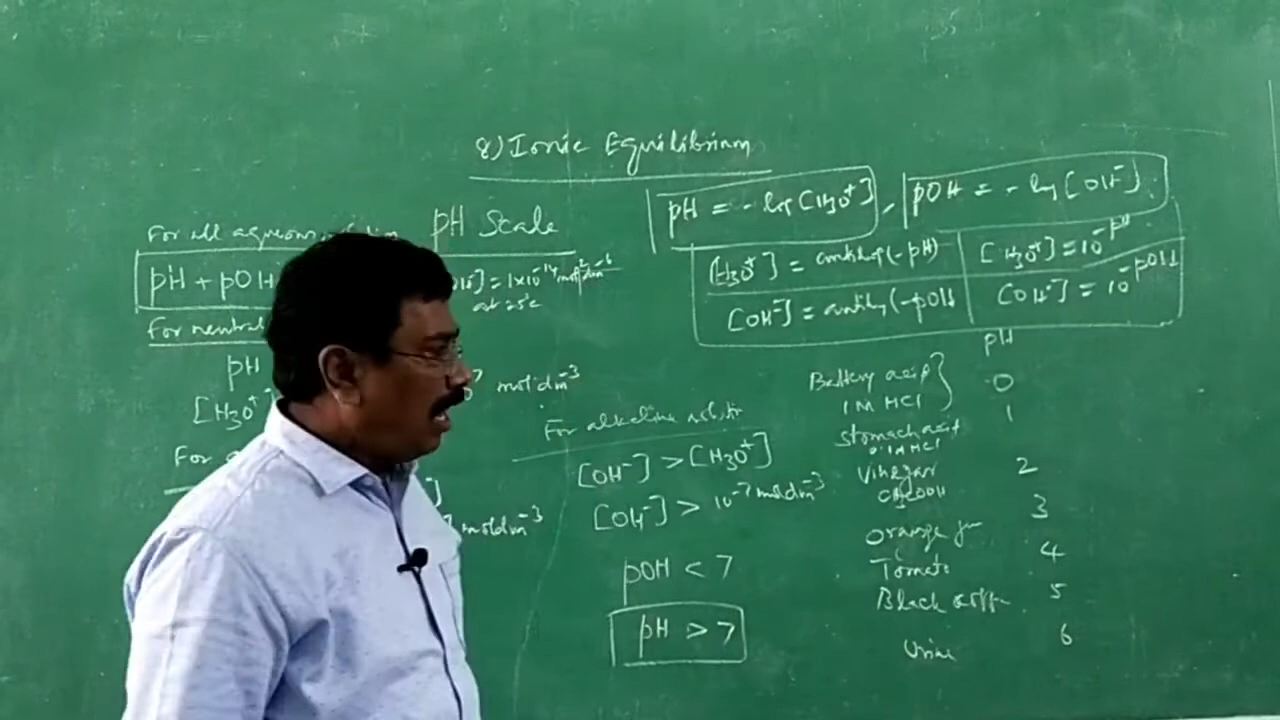 8) Ionic Equilibrium
pH Scale
For all aqueous
pH + pOH
] = 1×10⁻¹⁴ mol² dm⁻⁶
at 25°c
For neutral
pH
[H₃O⁺
mol dm⁻³
For
]
mol dm⁻³
For alkaline
[OH⁻] > [H₃O⁺]
[OH⁻] > 10⁻⁷ mol dm⁻³
pOH < 7
pH > 7
pH = - log [H₃O⁺] , pOH = - log [OH⁻]
[H₃O⁺] = antilog (-pH) [H₃O⁺] = 10⁻ᵖᴴ
[OH⁻] = antilog (-pOH [OH⁻] = 10⁻ᵖᴼᴴ
pH
Battery acid } 0
1M HCl
Stomach acid 1
0.1M HCl
Vinegar 2
CH₃COOH
Orange 3
Tomato 4
Black coffee 5
Urine 6